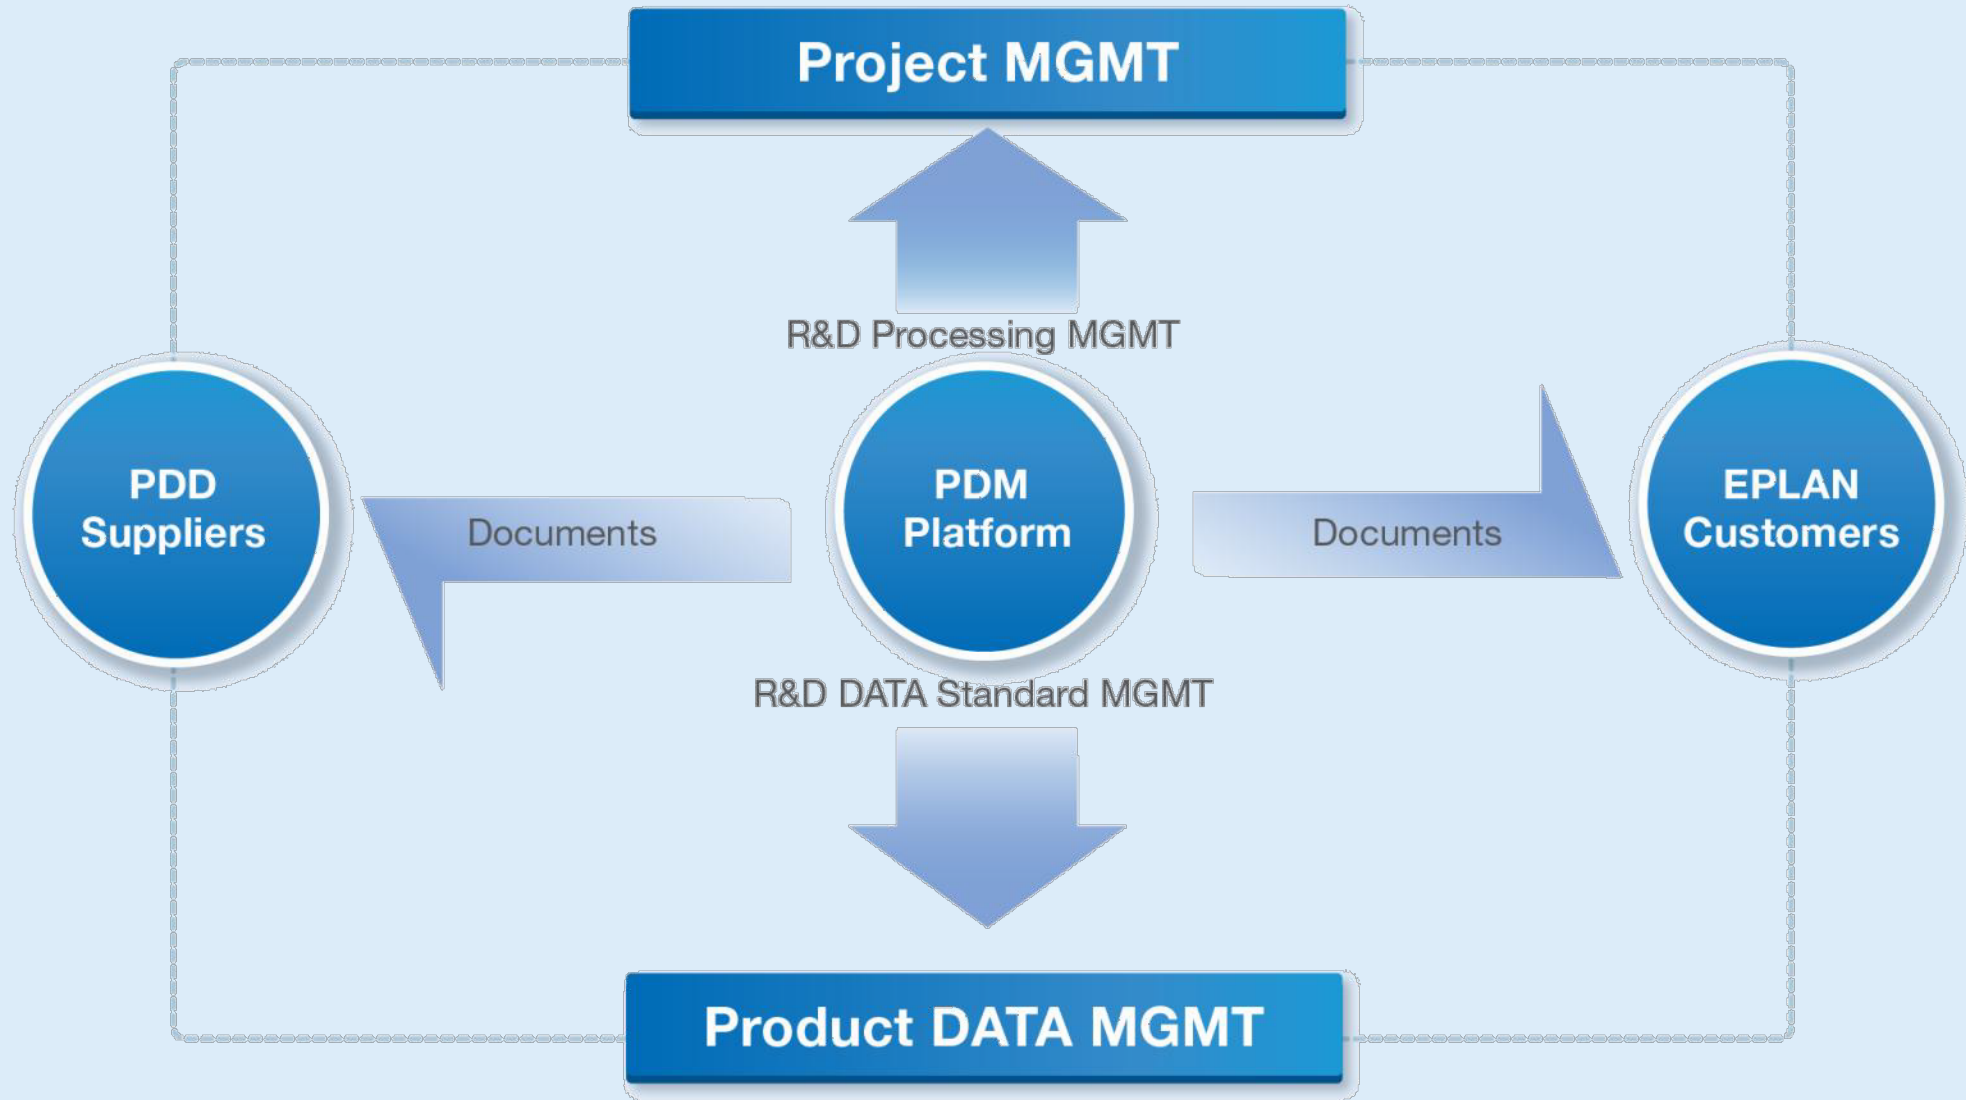 Project MGMT
R&D Processing MGMT
PDD
Suppliers
Documents
PDM
Platform
Documents
EPLAN
Customers
R&D DATA Standard MGMT
Product DATA MGMT